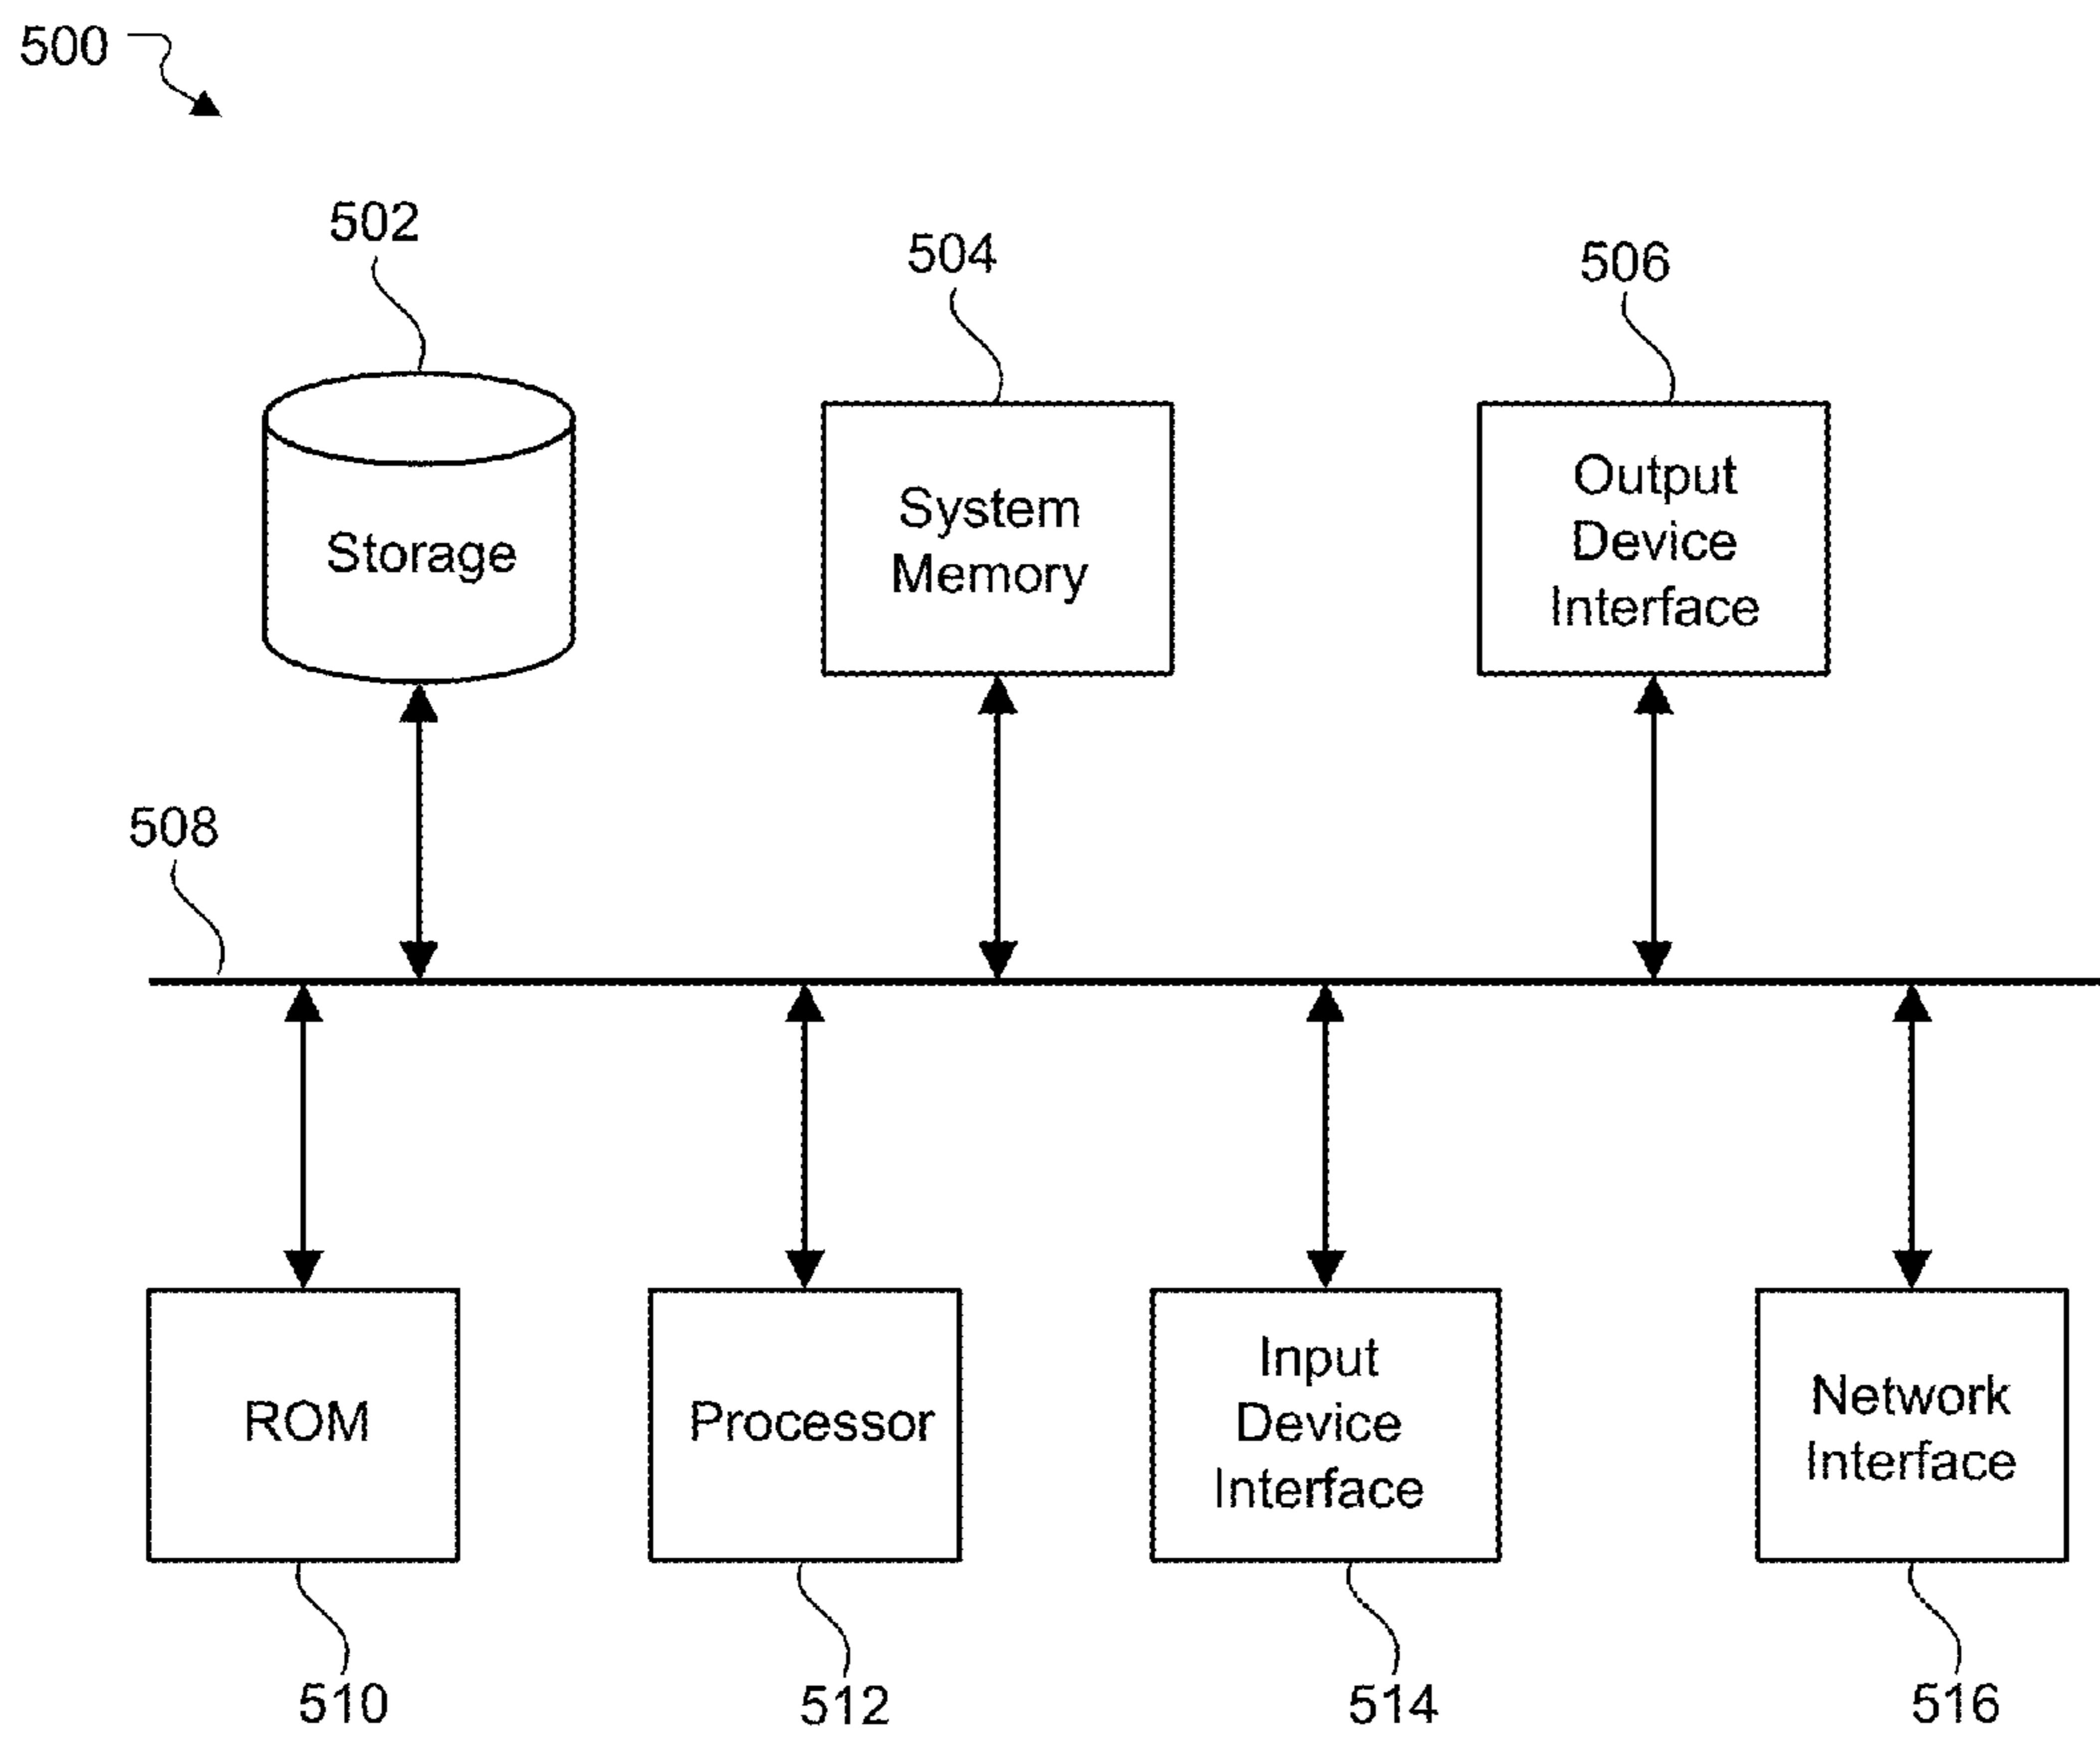 500
502
504
506
Storage
System
Memory
Output
Device
Interface
508
ROM
Processor
Input
Device
Interface
Network
Interface
510
512
514
516